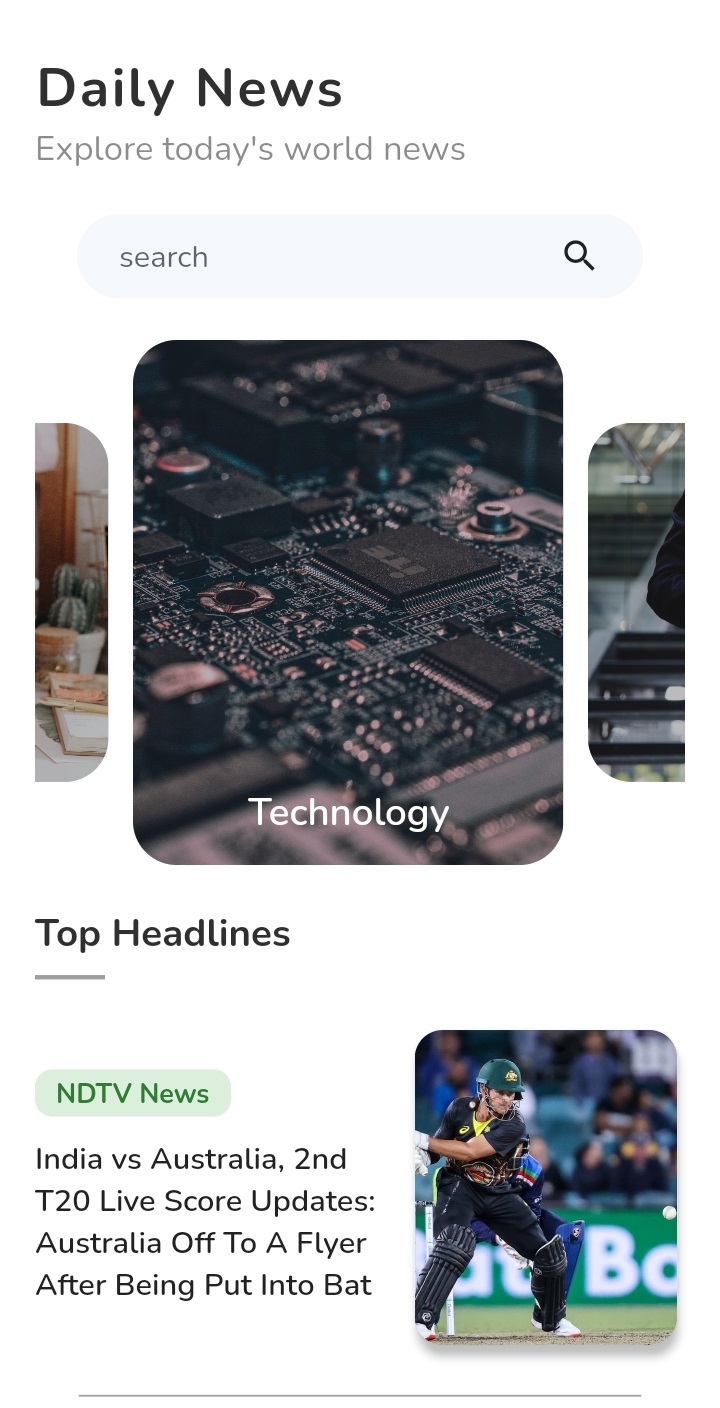 Daily News
Explore today's world news
search
Technology
Top Headlines
NDTV News
India vs Australia, 2nd
T20 Live Score Updates:
Australia Off To A Flyer
After Being Put Into Bat